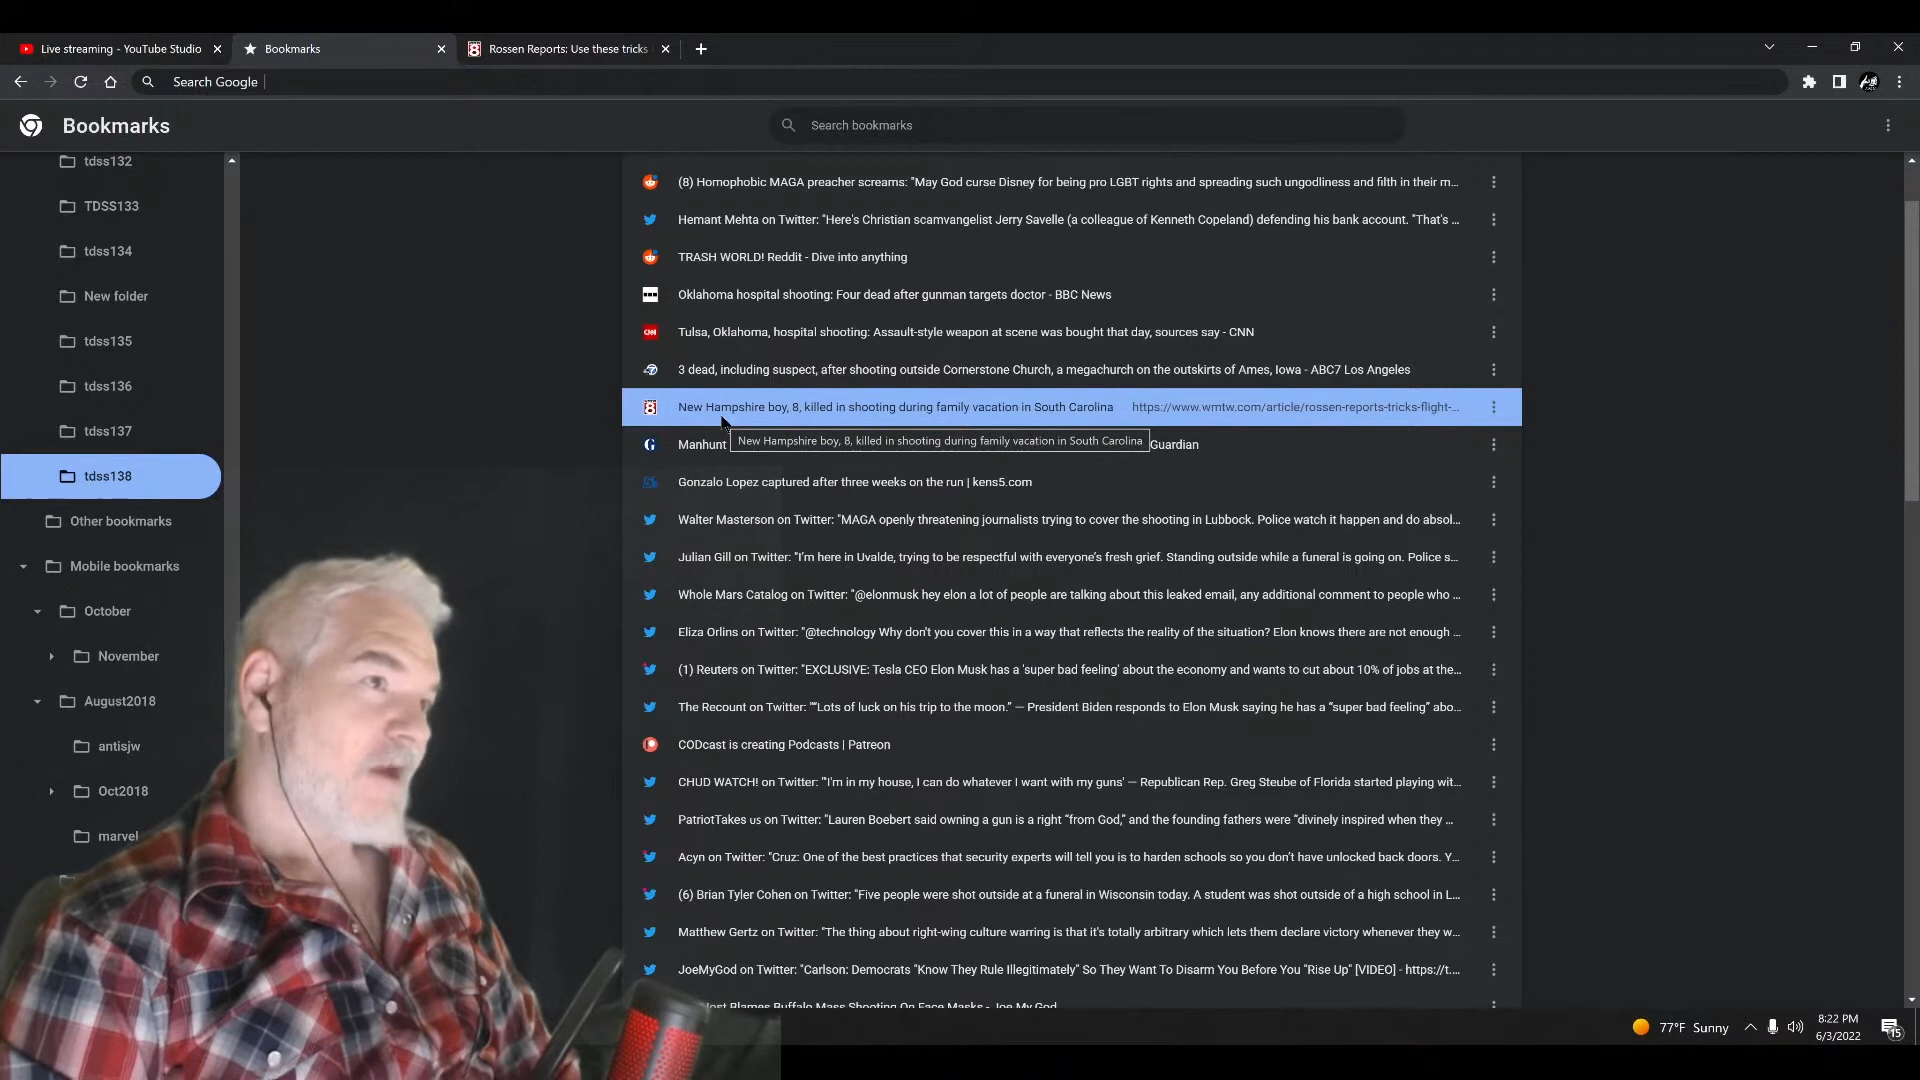 Live streaming - YouTube Studio
Bookmarks
Rossen Reports: Use these tricks
Search Google
Bookmarks
Search bookmarks
tdss132
TDSS133
tdss134
New folder
tdss135
tdss136
tdss137
tdss138
Other bookmarks
Mobile bookmarks
October
November
August2018
antisjw
Oct2018
marvel
(8) Homophobic MAGA preacher screams: "May God curse Disney for being pro LGBT rights and spreading such ungodliness and filth in their m...
Hemant Mehta on Twitter: "Here's Christian scamvangelist Jerry Savelle (a colleague of Kenneth Copeland) defending his bank account. "That's ...
TRASH WORLD! Reddit - Dive into anything
Oklahoma hospital shooting: Four dead after gunman targets doctor - BBC News
Tulsa, Oklahoma, hospital shooting: Assault-style weapon at scene was bought that day, sources say - CNN
3 dead, including suspect, after shooting outside Cornerstone Church, a megachurch on the outskirts of Ames, Iowa - ABC7 Los Angeles
New Hampshire boy, 8, killed in shooting during family vacation in South Carolina https://www.wmtw.com/article/rossen-reports-tricks-flight-...
New Hampshire boy, 8, killed in shooting during family vacation in South Carolina
Manhunt Guardian
Gonzalo Lopez captured after three weeks on the run | kens5.com
Walter Masterson on Twitter: "MAGA openly threatening journalists trying to cover the shooting in Lubbock. Police watch it happen and do absol...
Julian Gill on Twitter: "I'm here in Uvalde, trying to be respectful with everyone's fresh grief. Standing outside while a funeral is going on. Police s...
Whole Mars Catalog on Twitter: "@elonmusk hey elon a lot of people are talking about this leaked email, any additional comment to people who ...
Eliza Orlins on Twitter: "@technology Why don't you cover this in a way that reflects the reality of the situation? Elon knows there are not enough ...
(1) Reuters on Twitter: "EXCLUSIVE: Tesla CEO Elon Musk has a 'super bad feeling' about the economy and wants to cut about 10% of jobs at the...
The Recount on Twitter: "“Lots of luck on his trip to the moon.” — President Biden responds to Elon Musk saying he has a “super bad feeling” abo...
CODcast is creating Podcasts | Patreon
CHUD WATCH! on Twitter: "'I'm in my house, I can do whatever I want with my guns' — Republican Rep. Greg Steube of Florida started playing wit...
PatriotTakes us on Twitter: "Lauren Boebert said owning a gun is a right “from God,” and the founding fathers were “divinely inspired when they ...
Acyn on Twitter: "Cruz: One of the best practices that security experts will tell you is to harden schools so you don't have unlocked back doors. Y...
(6) Brian Tyler Cohen on Twitter: "Five people were shot outside at a funeral in Wisconsin today. A student was shot outside of a high school in L...
Matthew Gertz on Twitter: "The thing about right-wing culture warring is that it's totally arbitrary which lets them declare victory whenever they w...
JoeMyGod on Twitter: "Carlson: Democrats "Know They Rule Illegitimately" So They Want To Disarm You Before You "Rise Up" [VIDEO] - https://t....
Host Blames Buffalo Mass Shooting On Face Masks - Joe My God
77°F Sunny
8:22 PM
6/3/2022
15